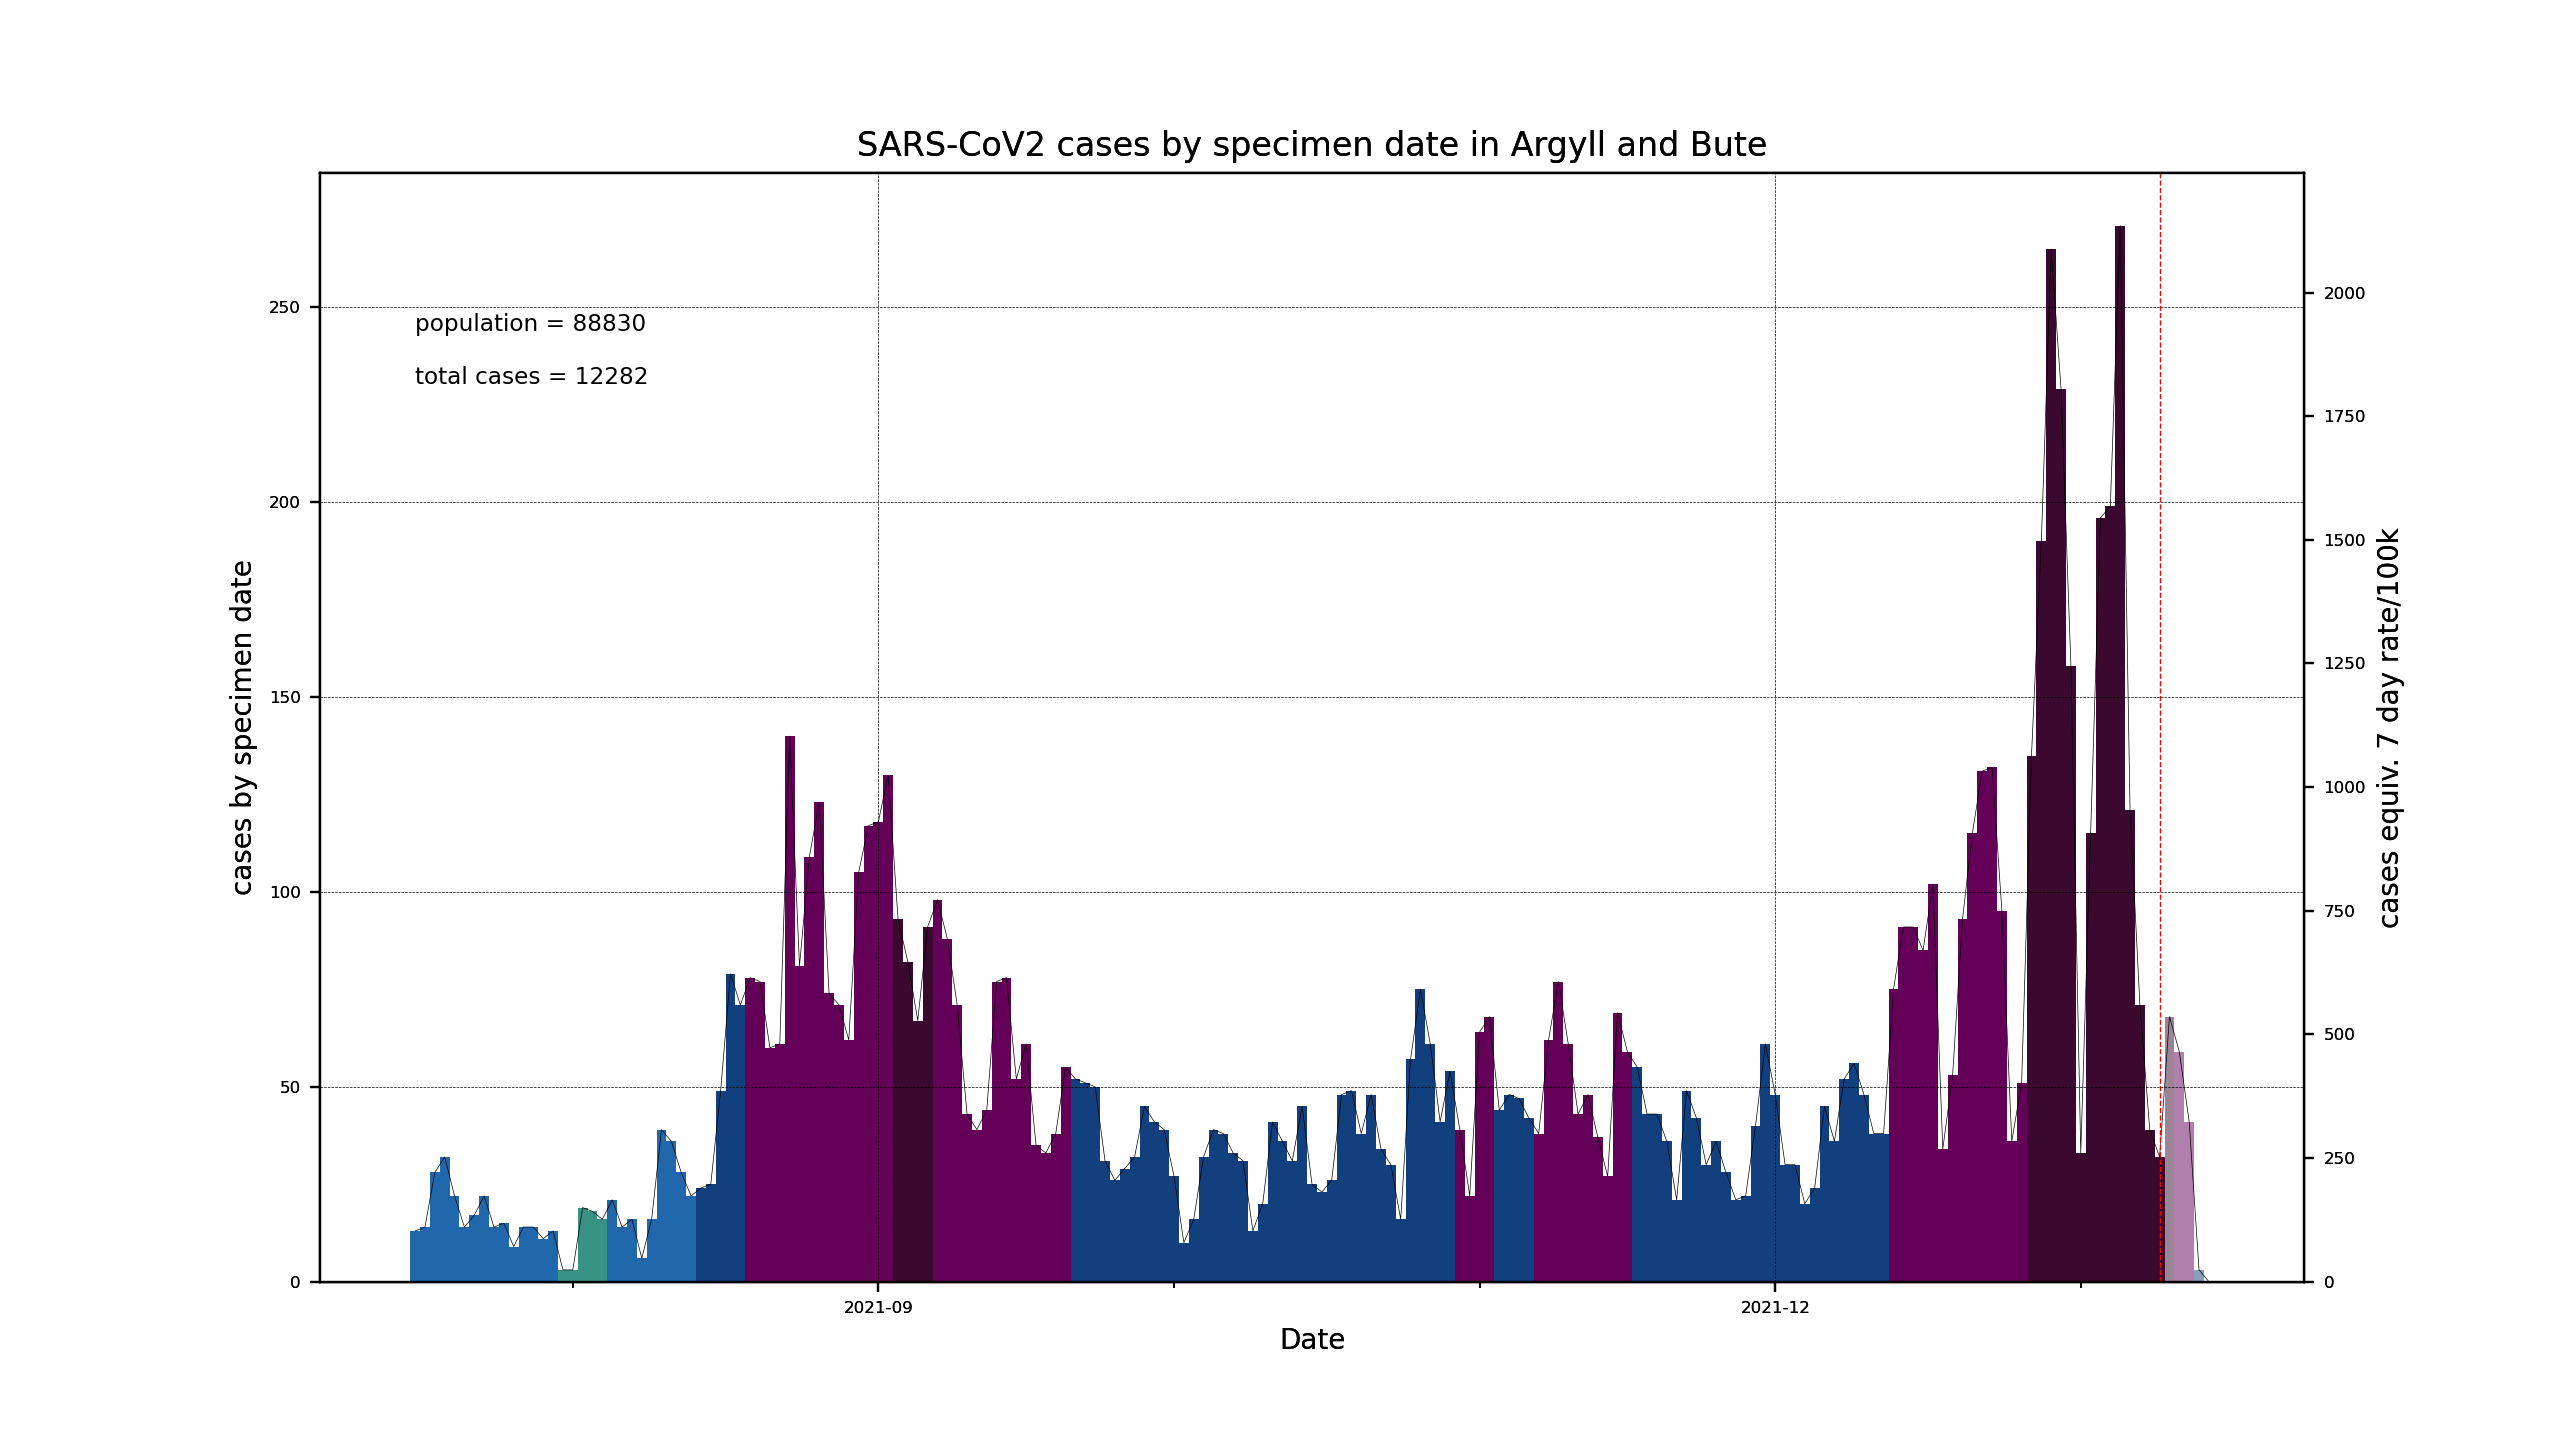 SARS-CoV2 cases by specimen date in Argyll and Bute
population = 88830
total cases = 12282
cases by specimen date
250
200
150
100
50
0
2000
1750
1500
1250
1000
750
500
250
0
cases equiv. 7 day rate/100k
2021-09
2021-12
Date